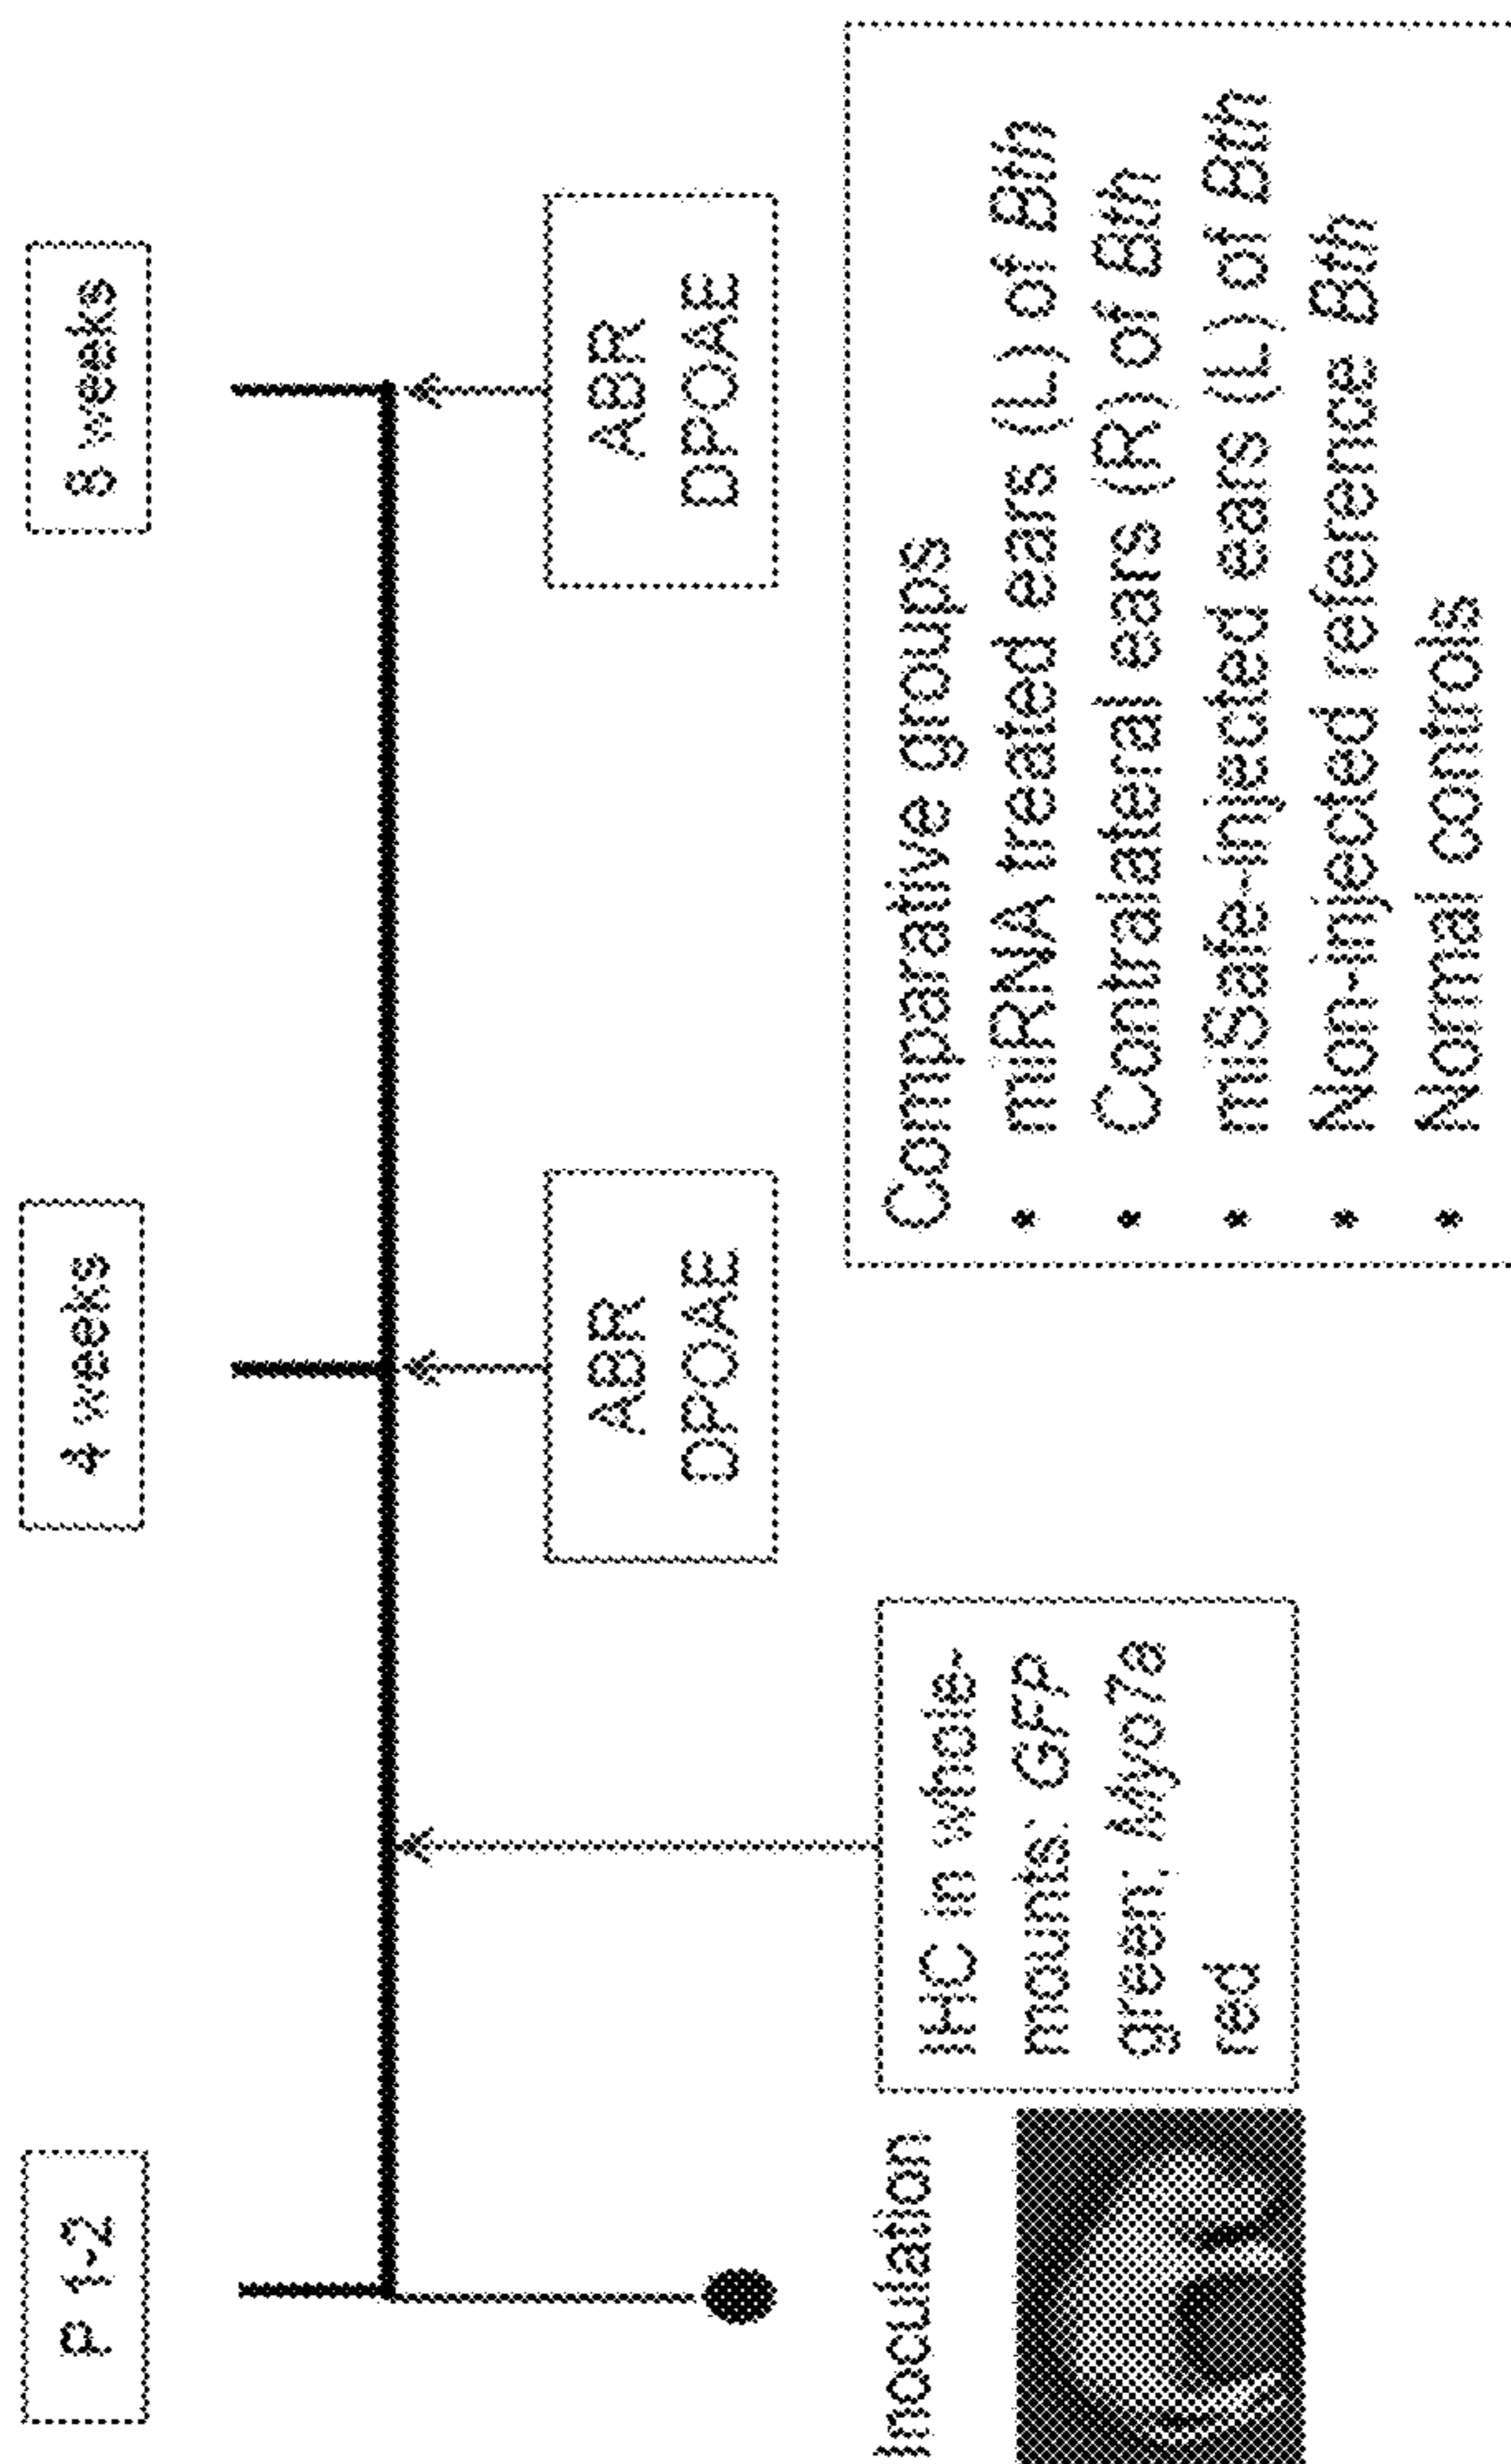 P 1-2
4 weeks
8 weeks
ABR
DPOAE
ABR
DPOAE
Inoculation
IHC in whole-
mounts: GFP
green; Myo7a
red
Comparative groups
• miRNA treated ears (L) of Bth
• Contralateral ears (R) of Bth
• miSafe-injected ears (L) of Bth
• Non-injected reference Bth
• Normal controls